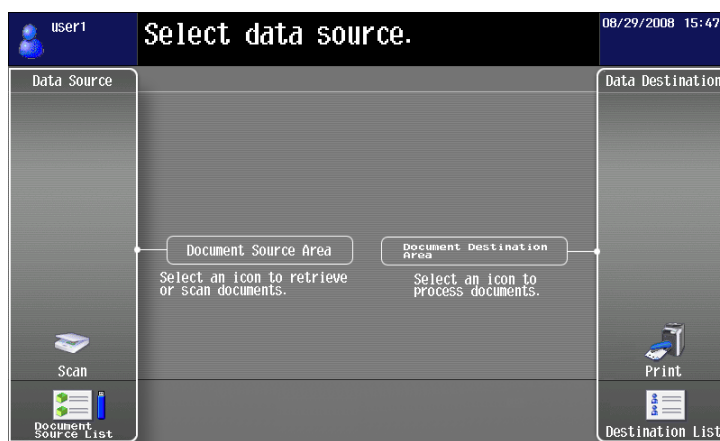 user1
Select data source.
08/29/2008 15:47
Data Source
Data Destination
Document Source Area
Select an icon to retrieve
or scan documents.
Document Destination
Area
Select an icon to
process documents.
Scan
Print
Document
Source List
Destination List